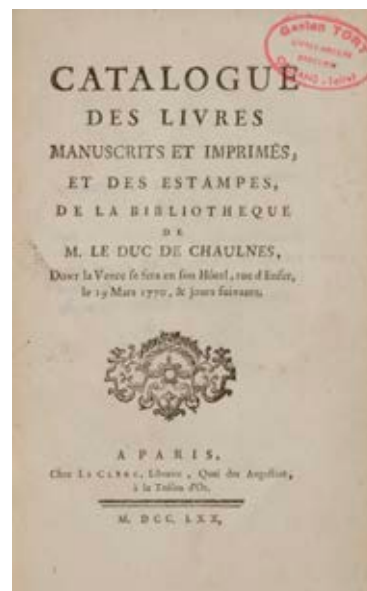 Gaston TORT
CATALOGUE
DES LIVRES
MANUSCRITS ET IMPRIMÉS,
ET DES ESTAMPES,
DE LA BIBLIOTHEQUE
DE
M. LE DUC DE CHAULNES,
Dont la Vente se fera en son Hôtel, rue d'Enfer,
le 19 Mars 1770, & jours suivans.
A PARIS,
Chez LE CLERC, Libraire, Quai des Augustins,
à la Toison d'Or.
M. DCC. LXX,